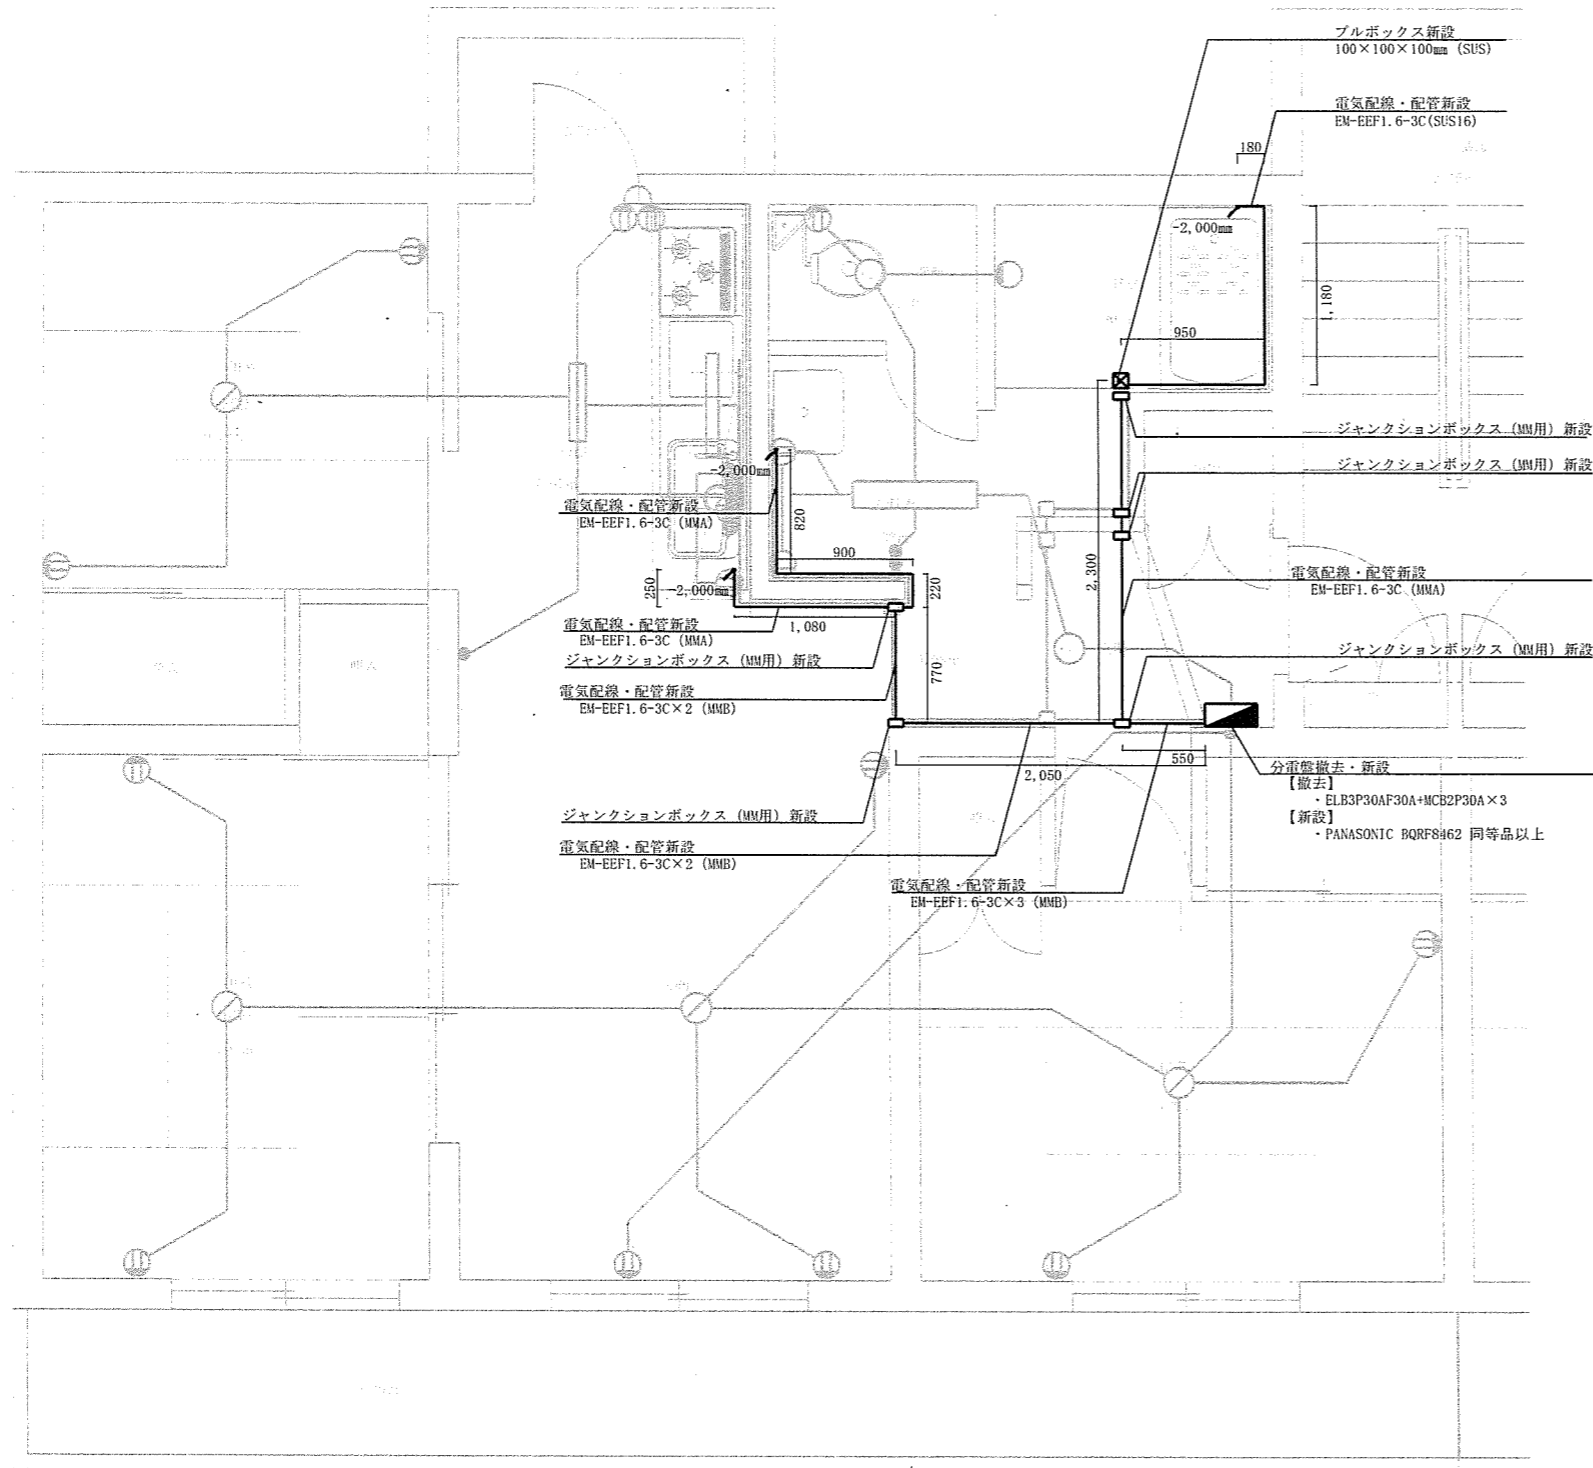 プルボックス新設
100×100×100mm (SUS)
電気配線・配管新設
EM-EEF1.6-3C(SUS16)
180
-2,000mm
1,180
950
ジャンクションボックス (MM用) 新設
ジャンクションボックス (MM用) 新設
-2,000mm
電気配線・配管新設
EM-EEF1.6-3C (MMA)
820
900
2,300
電気配線・配管新設
EM-EEF1.6-3C (MMA)
250
-2,000mm
220
電気配線・配管新設
EM-EEF1.6-3C (MMA)
1,080
ジャンクションボックス (MM用) 新設
ジャンクションボックス (MM用) 新設
770
電気配線・配管新設
EM-EEF1.6-3C×2 (MMB)
550
2,050
分電盤撤去・新設
【撤去】
・ELB3P30AF30A+MCB2P30A×3
【新設】
・PANASONIC BQRF8462 同等品以上
ジャンクションボックス (MM用) 新設
電気配線・配管新設
EM-EEF1.6-3C×2 (MMB)
電気配線・配管新設
EM-EEF1.6-3C×3 (MMB)